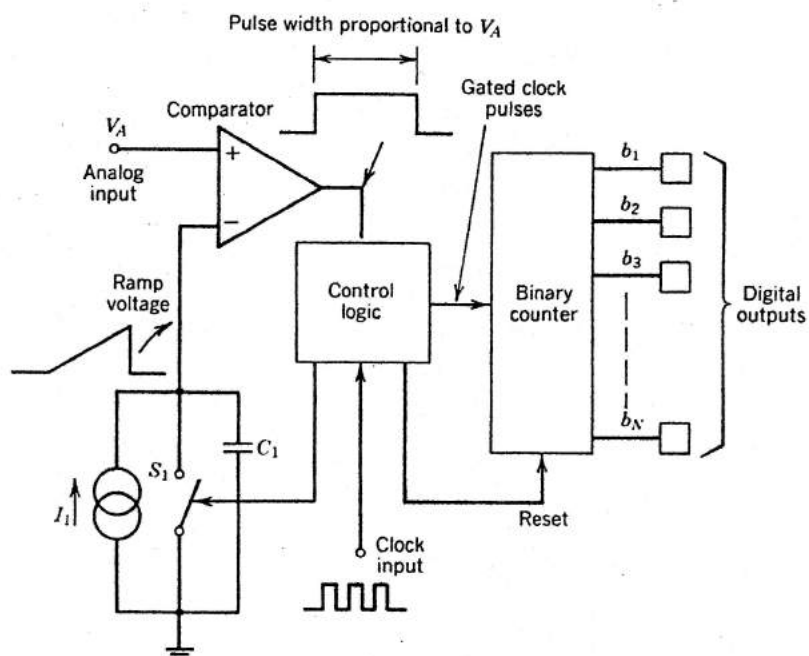 Pulse width proportional to V_A
Comparator
Gated clock
pulses
V_A
+
Analog
input
−
b_1
b_2
b_3
Ramp
voltage
Control
logic
Binary
counter
Digital
outputs
S_1
C_1
b_N
I_1
Reset
Clock
input